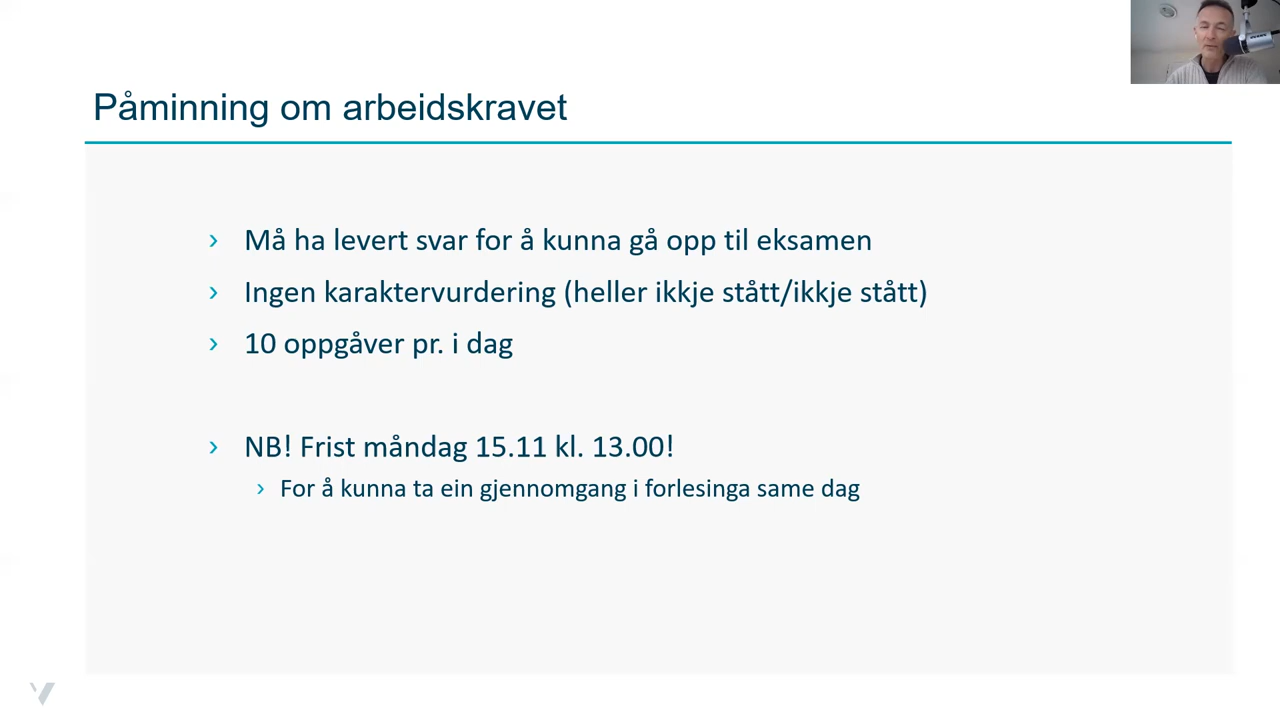 Påminning om arbeidskravet
Må ha levert svar for å kunna gå opp til eksamen
Ingen karaktervurdering (heller ikkje stått/ikkje stått)
10 oppgåver pr. i dag
NB! Frist måndag 15.11 kl. 13.00!
For å kunna ta ein gjennomgang i forlesinga same dag